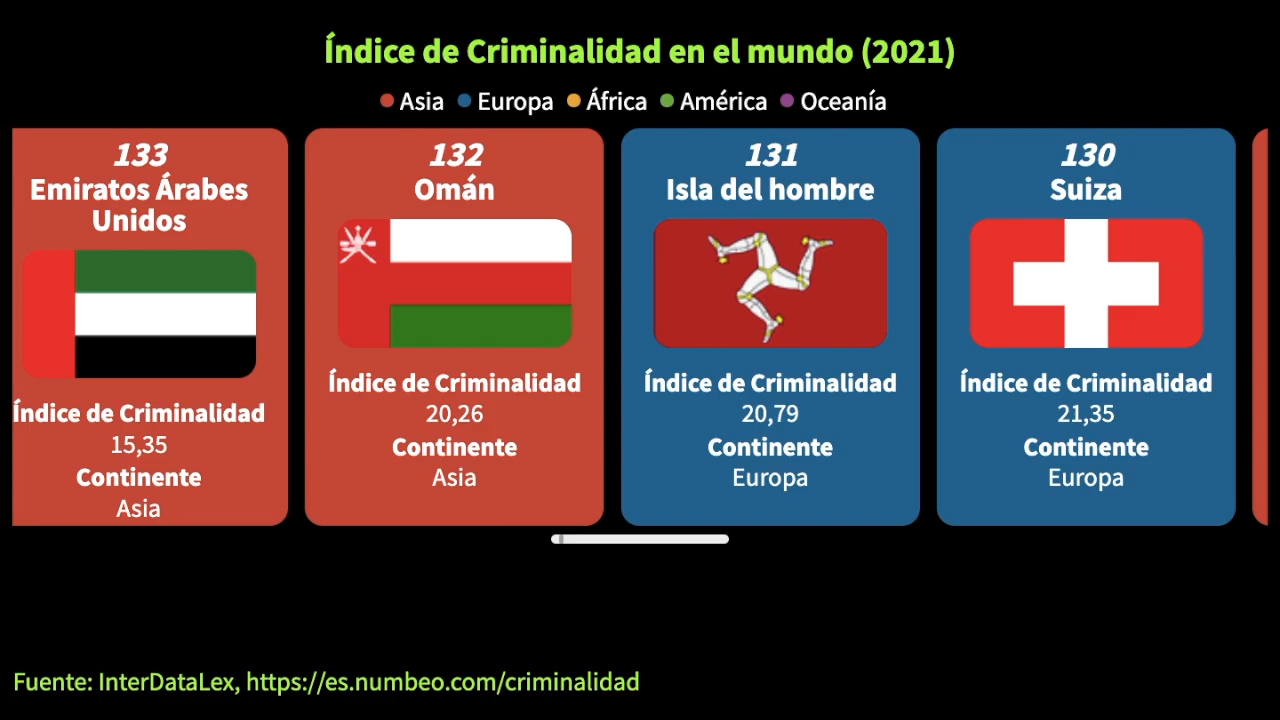 Índice de Criminalidad en el mundo (2021)
Asia Europa África América Oceanía
133
Emiratos Árabes
Unidos
Índice de Criminalidad
15,35
Continente
Asia
132
Omán
Índice de Criminalidad
20,26
Continente
Asia
131
Isla del hombre
Índice de Criminalidad
20,79
Continente
Europa
130
Suiza
Índice de Criminalidad
21,35
Continente
Europa
Fuente: InterDataLex, https://es.numbeo.com/criminalidad